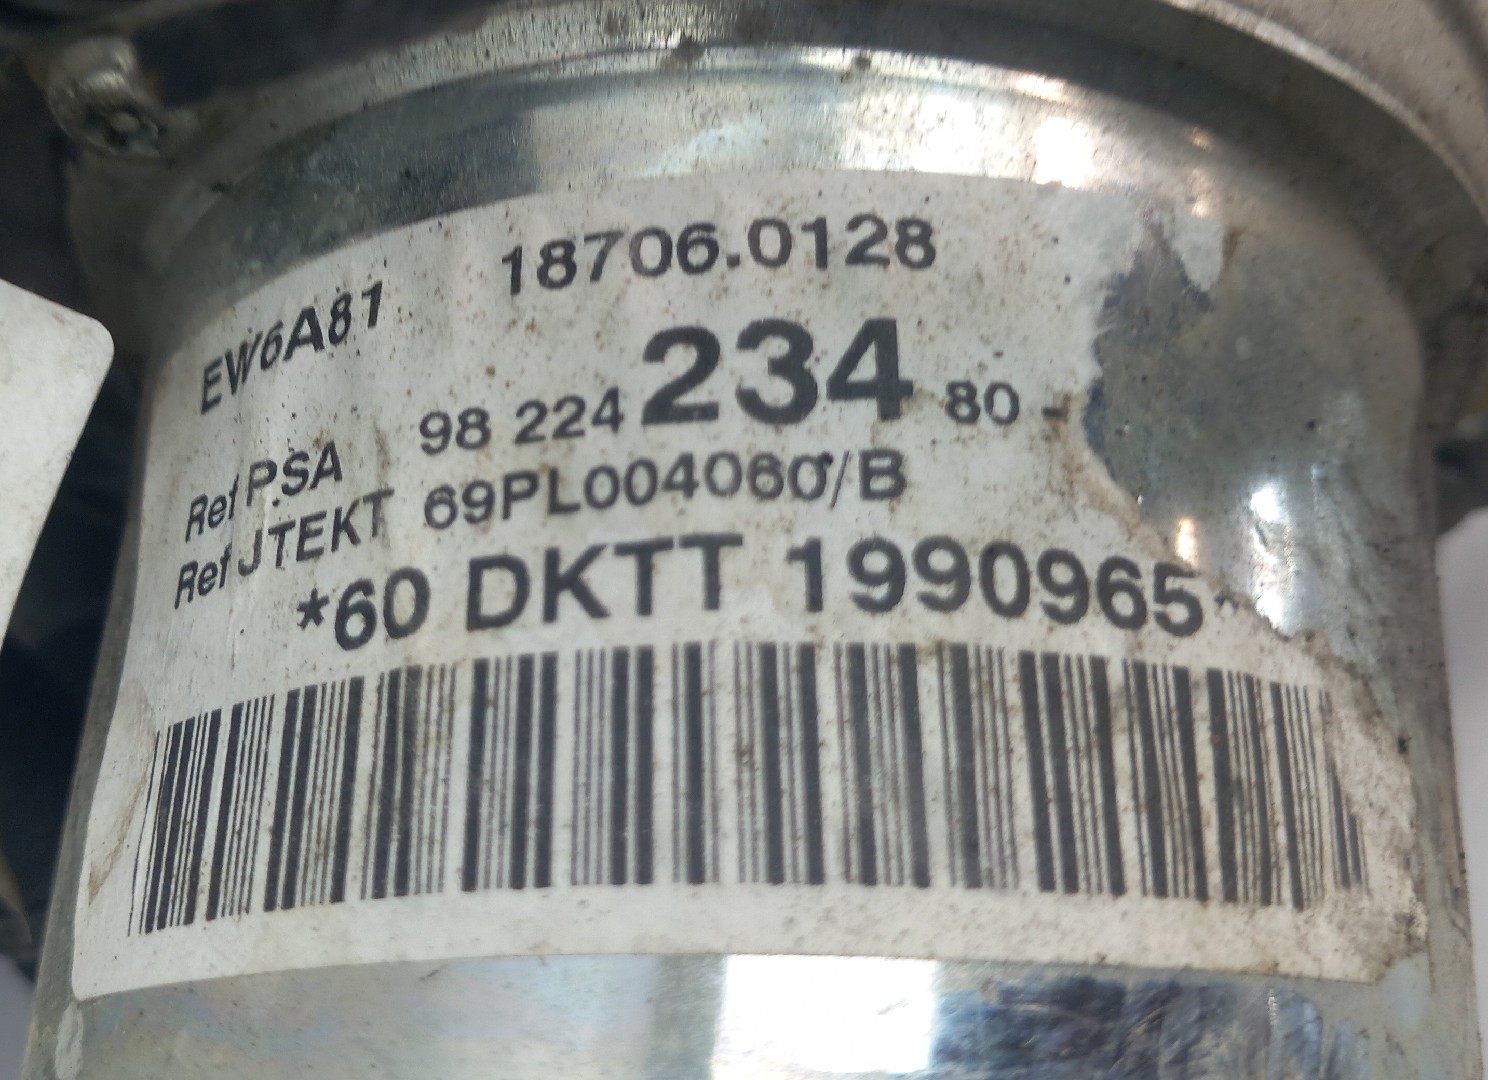 EW6A81 18706.0128
Ref PSA 98 224 234 80 -
Ref JTEKT 69PL004060/B
*60 DKTT 1990965*